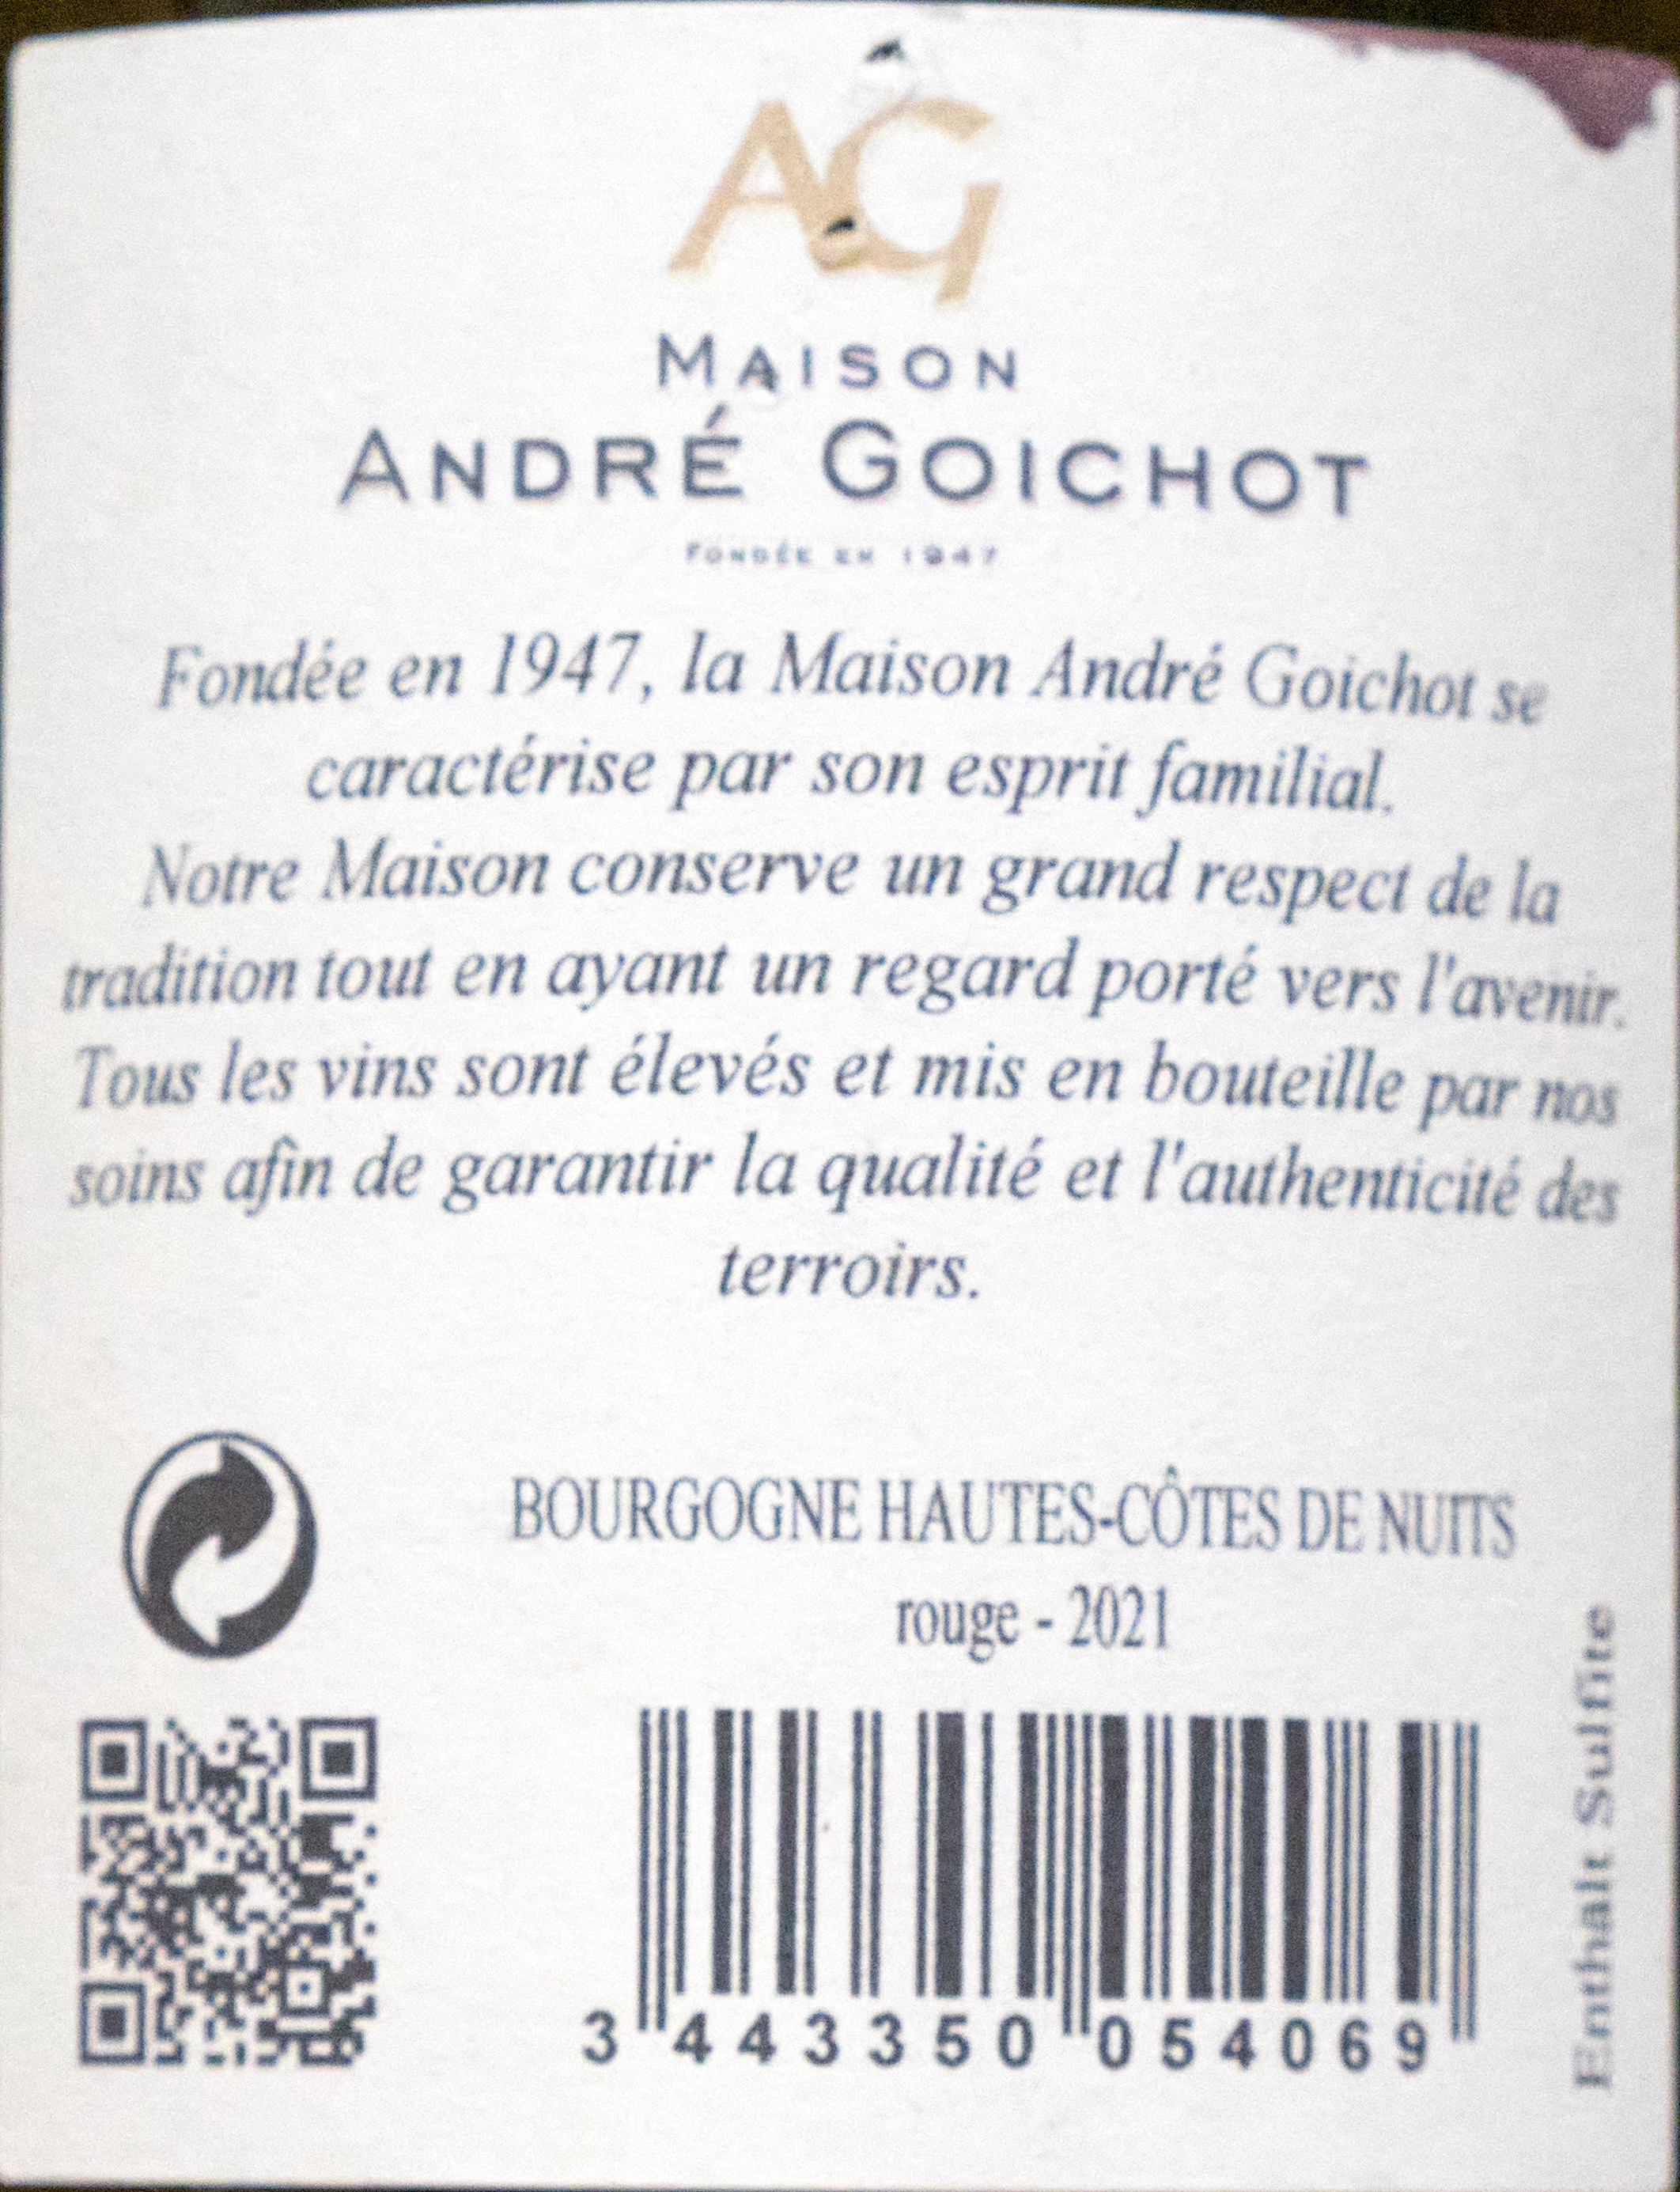 AG
MAISON
ANDRÉ GOICHOT
FONDÉE EN 1947
Fondée en 1947, la Maison André Goichot se
caractérise par son esprit familial.
Notre Maison conserve un grand respect de la
tradition tout en ayant un regard porté vers l'avenir.
Tous les vins sont élevés et mis en bouteille par nos
soins afin de garantir la qualité et l'authenticité des
terroirs.
BOURGOGNE HAUTES-CÔTES DE NUITS
rouge - 2021
3 443350 054069
Enthält Sulfite